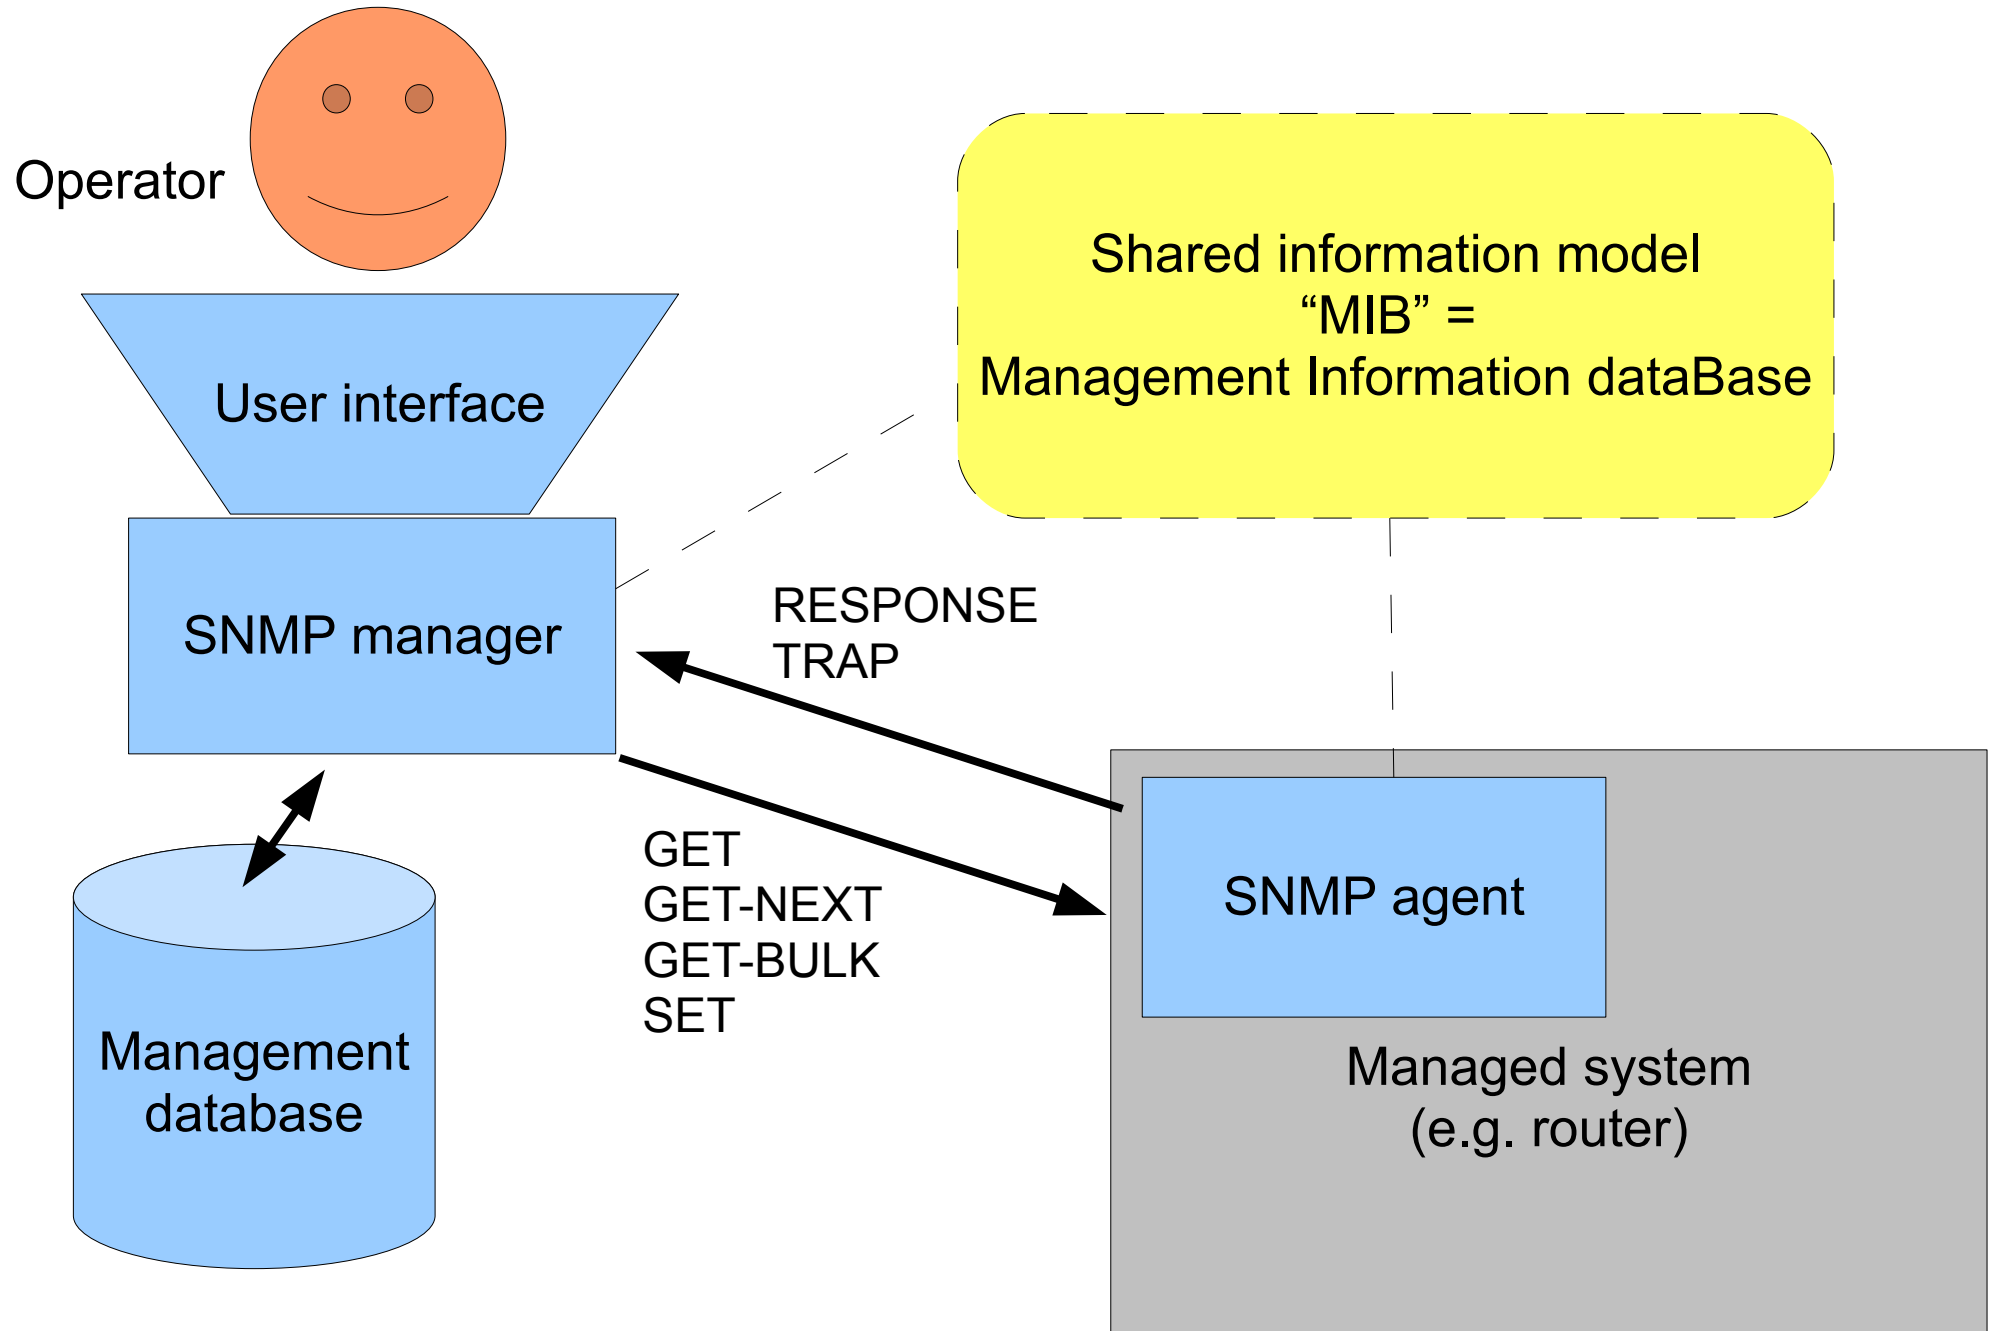 Operator
User interface
SNMP manager
Management
database
Shared information model
“MIB” =
Management Information dataBase
RESPONSE
TRAP
GET
GET-NEXT
GET-BULK
SET
SNMP agent
Managed system
(e.g. router)